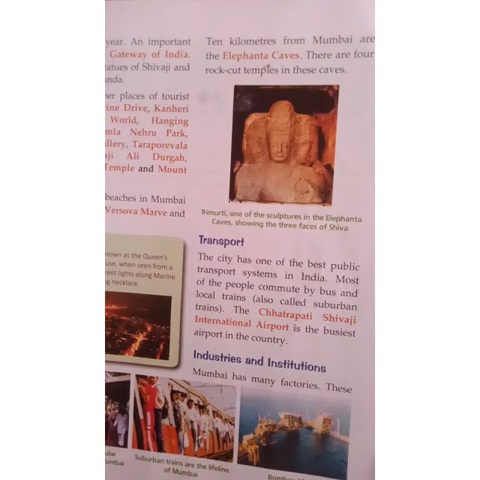 year. An important
Gateway of India.
tatues of Shivaji and
anda.
er places of tourist
rine Drive, Kanheri
World, Hanging
mla Nehru Park,
llery, Taraporevala
aji Ali Durgah,
Temple and Mount
beaches in Mumbai
Versova Marve and
nown as the Queen's
use, when seen from a
reet lights along Marine
g necklace.
ular
umbai
Ten kilometres from Mumbai are
the Elephanta Caves. There are four
rock-cut temples in these caves.
Trimurti, one of the sculptures in the Elephanta
Caves, showing the three faces of Shiva
Transport
The city has one of the best public
transport systems in India. Most
of the people commute by bus and
local trains (also called suburban
trains). The Chhatrapati Shivaji
International Airport is the busiest
airport in the country.
Industries and Institutions
Mumbai has many factories. These
Suburban trains are the lifeline
of Mumbai